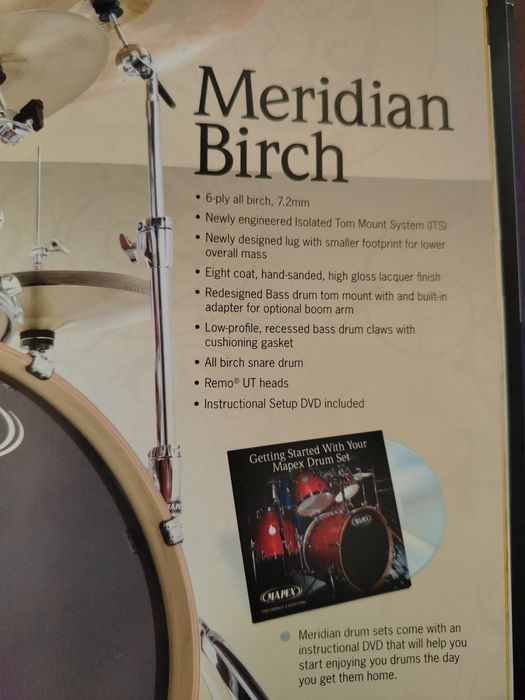 Meridian
Birch
• 6-ply all birch, 7.2mm
• Newly engineered Isolated Tom Mount System (ITS)
• Newly designed lug with smaller footprint for lower
overall mass
• Eight coat, hand-sanded, high gloss lacquer finish
• Redesigned Bass drum tom mount with and built-in
adapter for optional boom arm
• Low-profile, recessed bass drum claws with
cushioning gasket
• All birch snare drum
• Remo® UT heads
• Instructional Setup DVD included
Getting Started With Your
Mapex Drum Set
MAPEX
MAPEX
MAPEX
Meridian drum sets come with an
instructional DVD that will help you
start enjoying you drums the day
you get them home.